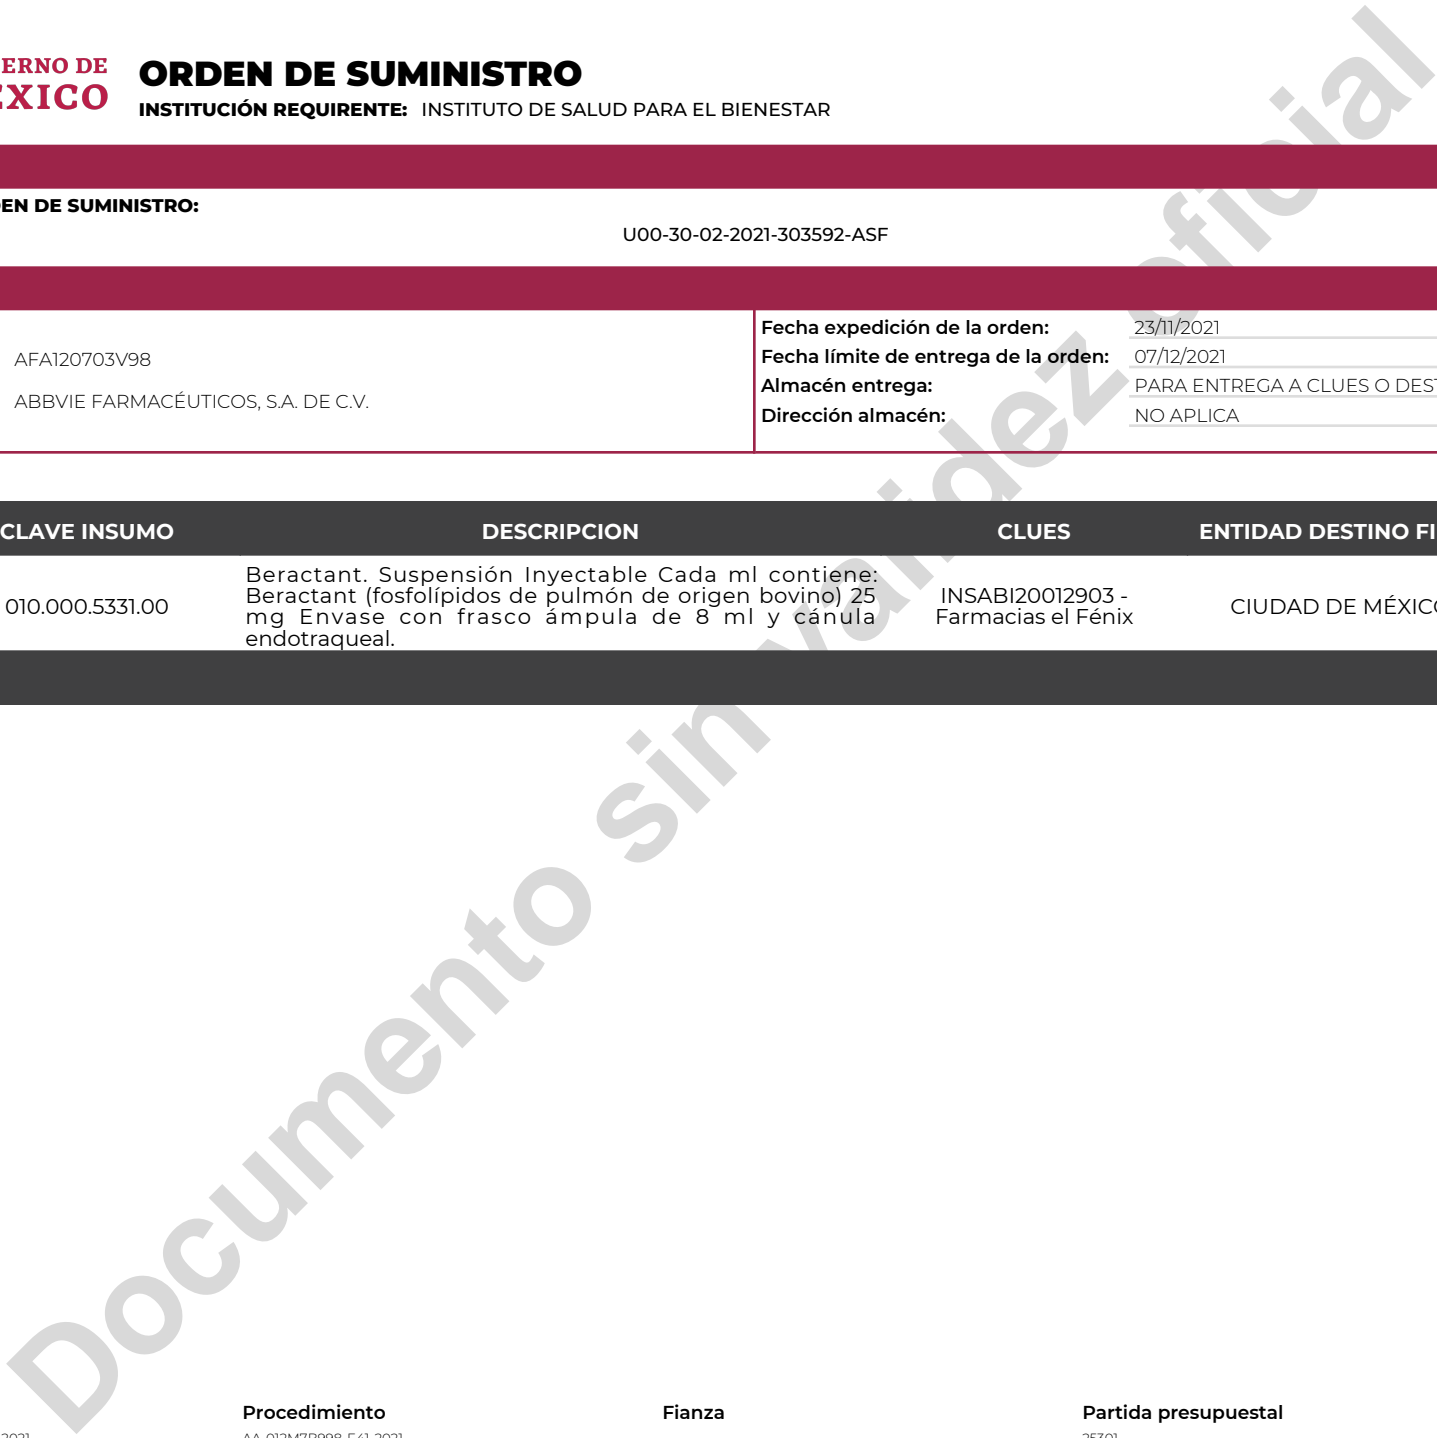 ERNO DE
EXICO
ORDEN DE SUMINISTRO
INSTITUCIÓN REQUIRENTE: INSTITUTO DE SALUD PARA EL BIENESTAR
EN DE SUMINISTRO:
U00-30-02-2021-303592-ASF
AFA120703V98
ABBVIE FARMACÉUTICOS, S.A. DE C.V.
Fecha expedición de la orden: 23/11/2021
Fecha límite de entrega de la orden: 07/12/2021
Almacén entrega: PARA ENTREGA A CLUES O DEST
Dirección almacén: NO APLICA
CLAVE INSUMO DESCRIPCION CLUES ENTIDAD DESTINO FI
010.000.5331.00
Beractant. Suspensión Inyectable Cada ml contiene:
Beractant (fosfolípidos de pulmón de origen bovino) 25
mg Envase con frasco ámpula de 8 ml y cánula
endotraqueal.
INSABI20012903 -
Farmacias el Fénix
CIUDAD DE MÉXICO
Documento sin validez oficial
Procedimiento Fianza Partida presupuestal